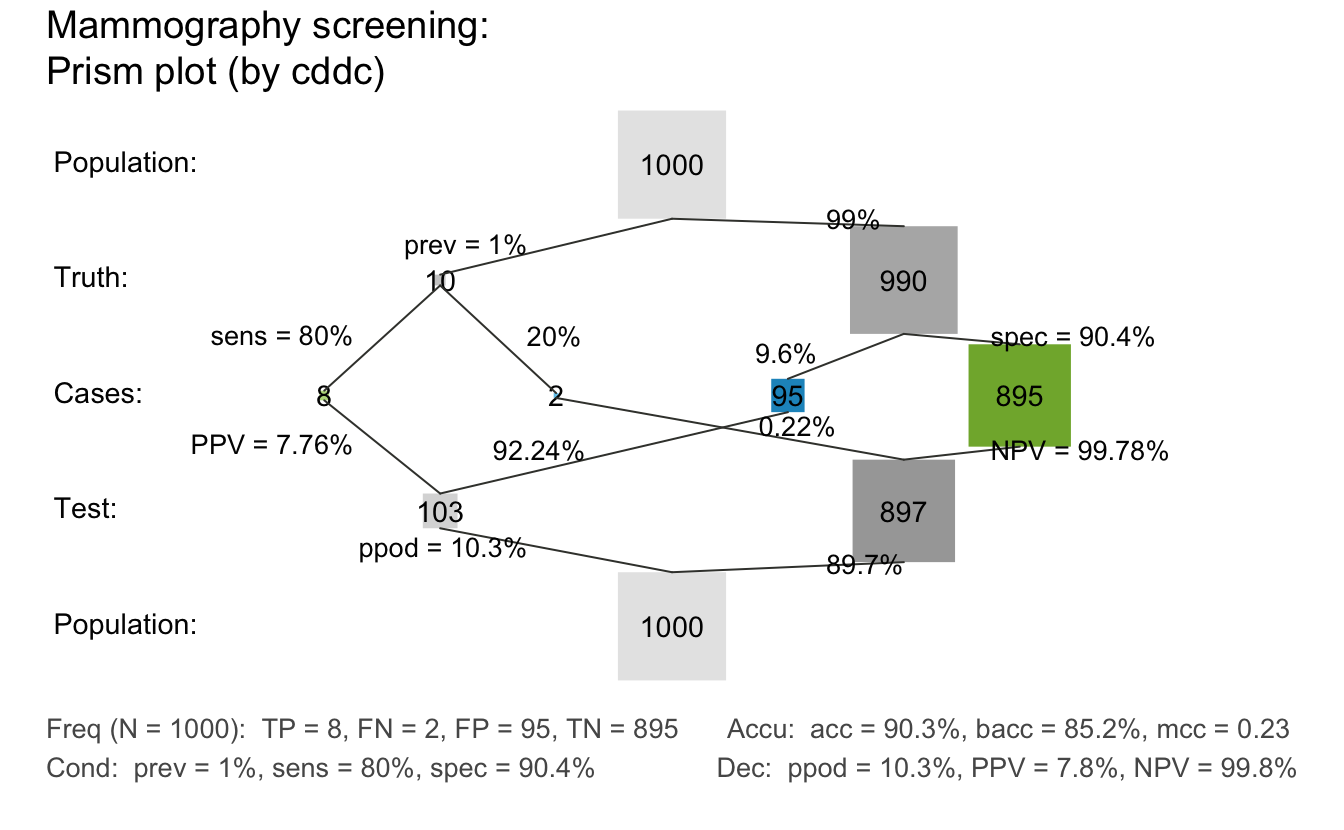 Mammography screening:
Prism plot (by cddc)
Population:
1000
99%
prev = 1%
Truth:
10
990
sens = 80%
20%
9.6%
spec = 90.4%
Cases:
8
2
95
895
0.22%
PPV = 7.76%
92.24%
NPV = 99.78%
Test:
103
897
ppod = 10.3%
89.7%
Population:
1000
Freq (N = 1000):  TP = 8, FN = 2, FP = 95, TN = 895
Accu:  acc = 90.3%, bacc = 85.2%, mcc = 0.23
Cond:  prev = 1%, sens = 80%, spec = 90.4%
Dec:  ppod = 10.3%, PPV = 7.8%, NPV = 99.8%